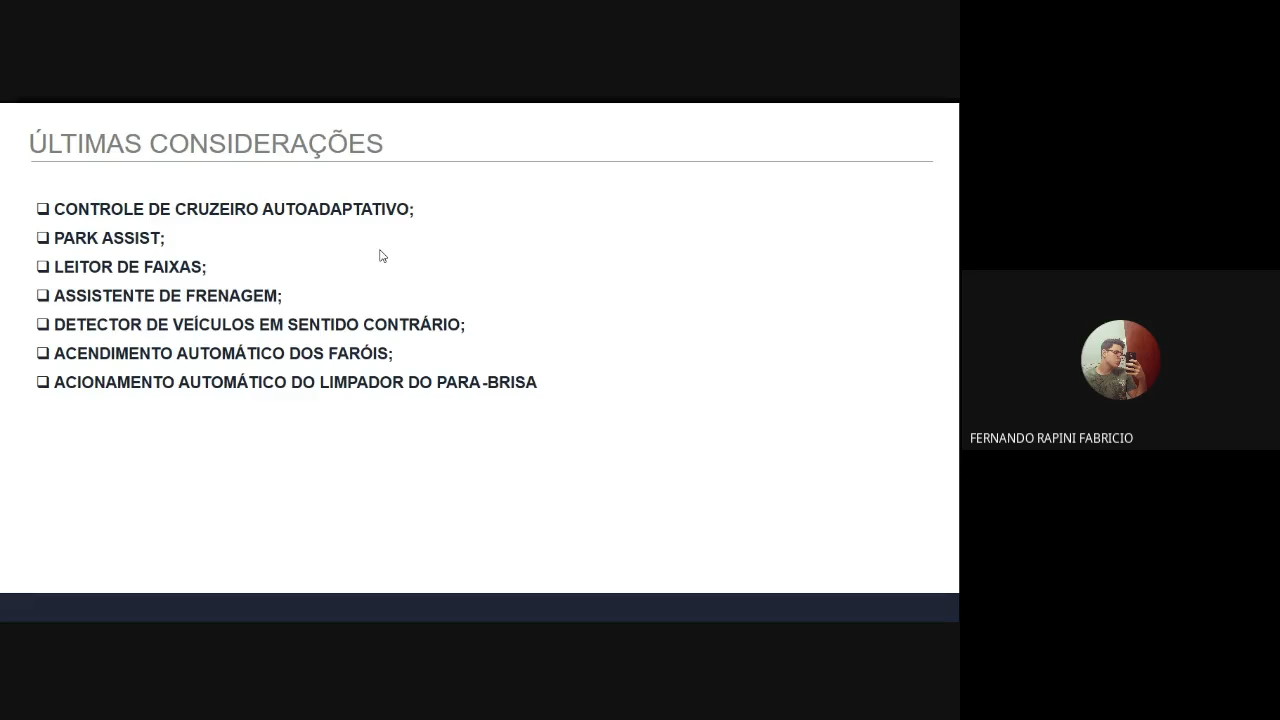 ÚLTIMAS CONSIDERAÇÕES
❑ CONTROLE DE CRUZEIRO AUTOADAPTATIVO;
❑ PARK ASSIST;
❑ LEITOR DE FAIXAS;
❑ ASSISTENTE DE FRENAGEM;
❑ DETECTOR DE VEÍCULOS EM SENTIDO CONTRÁRIO;
❑ ACENDIMENTO AUTOMÁTICO DOS FARÓIS;
❑ ACIONAMENTO AUTOMÁTICO DO LIMPADOR DO PARA-BRISA
FERNANDO RAPINI FABRICIO